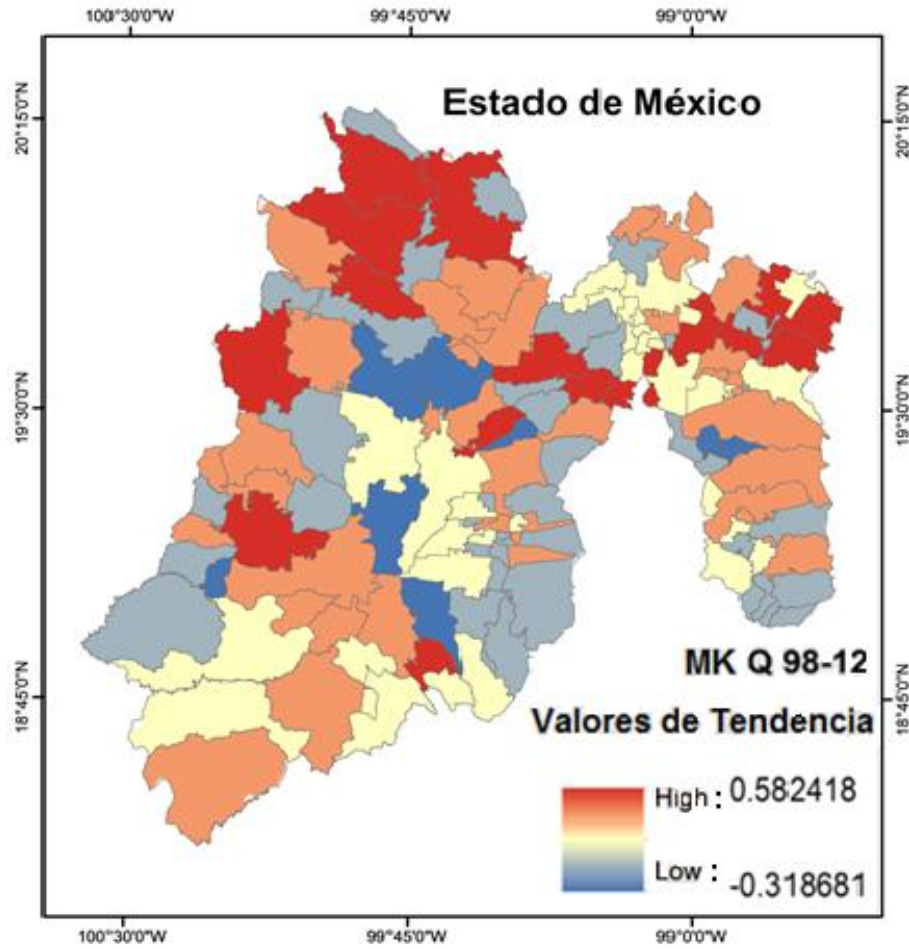 100°30'0"W 99°45'0"W 99°0'0"W
20°15'0"N
20°15'0"N
Estado de México
19°30'0"N
19°30'0"N
MK Q 98-12
18°45'0"N
18°45'0"N
Valores de Tendencia
High : 0.582418
Low : -0.318681
100°30'0"W 99°45'0"W 99°0'0"W